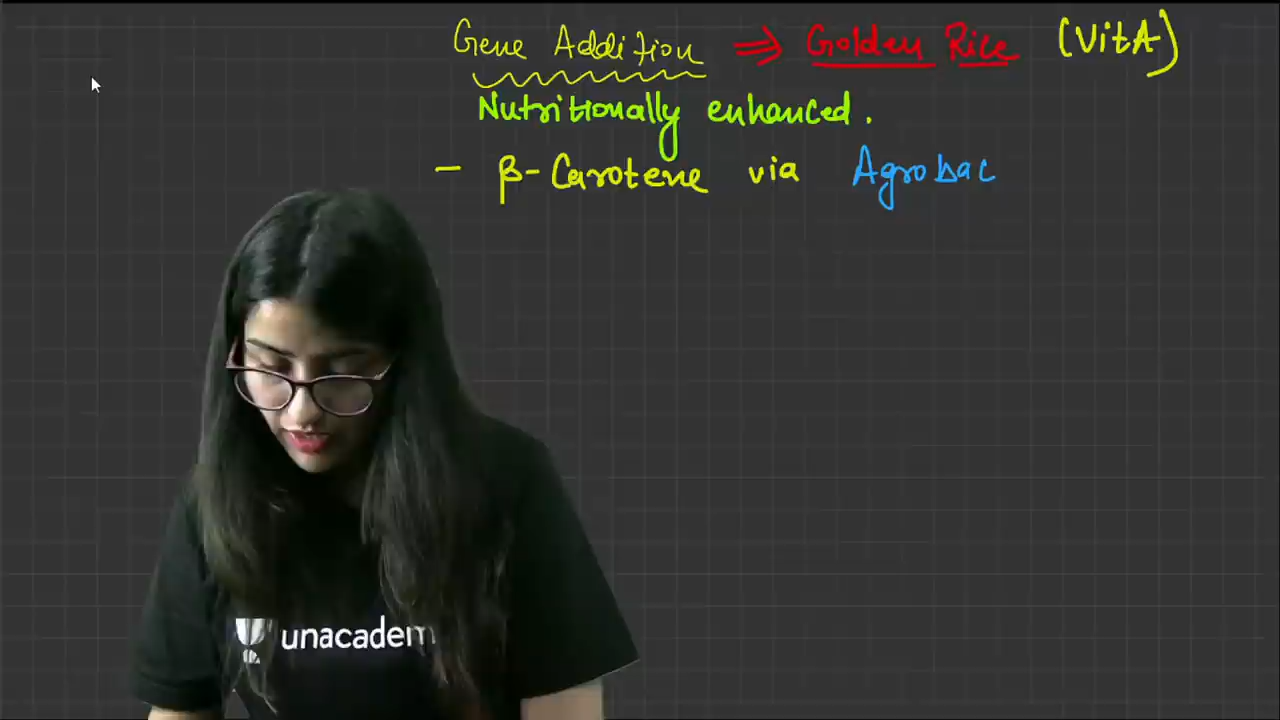 Gene Addition ⇒ Golden Rice (VitA)
Nutritionally enhanced.
- β-Carotene via Agrobac
unacadem